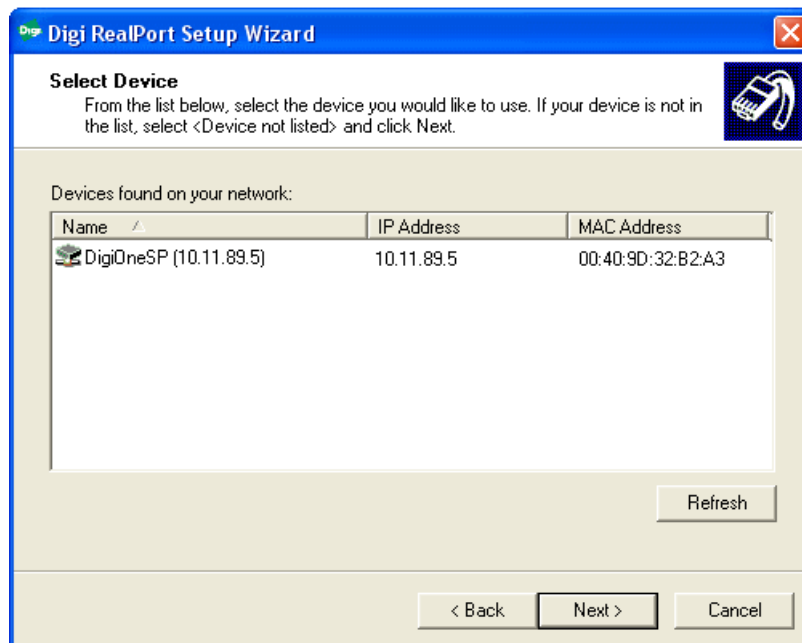 Digi Digi RealPort Setup Wizard
Select Device
From the list below, select the device you would like to use. If your device is not in
the list, select <Device not listed> and click Next.
Devices found on your network:
Name IP Address MAC Address
DigiOneSP (10.11.89.5) 10.11.89.5 00:40:9D:32:B2:A3
Refresh
< Back Next > Cancel